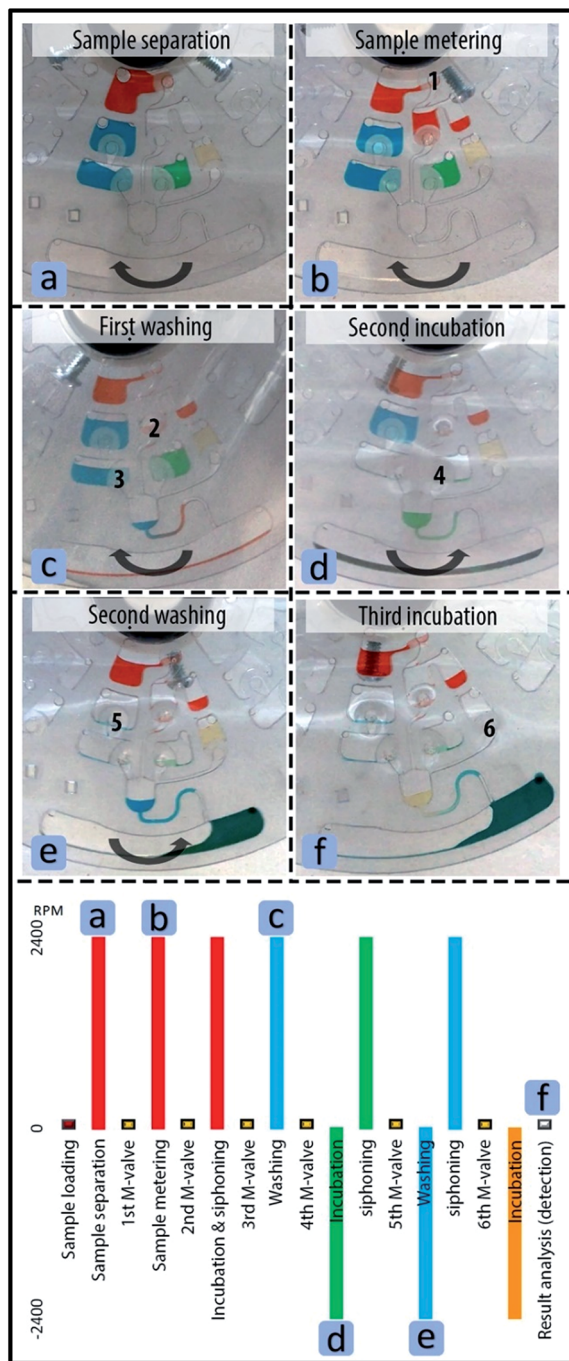 Sample separation
Sample metering
1
a
b
First washing
Second incubation
2
3
4
c
d
Second washing
Third incubation
5
6
e
f
RPM
a
b
c
2400
0
-2400
f
Sample loading
Sample separation
1st M-valve
Sample metering
2nd M-valve
Incubation & siphoning
3rd M-valve
Washing
4th M-valve
Incubation
siphoning
5th M-valve
Washing
siphoning
6th M-valve
Incubation
Result analysis (detection)
d
e